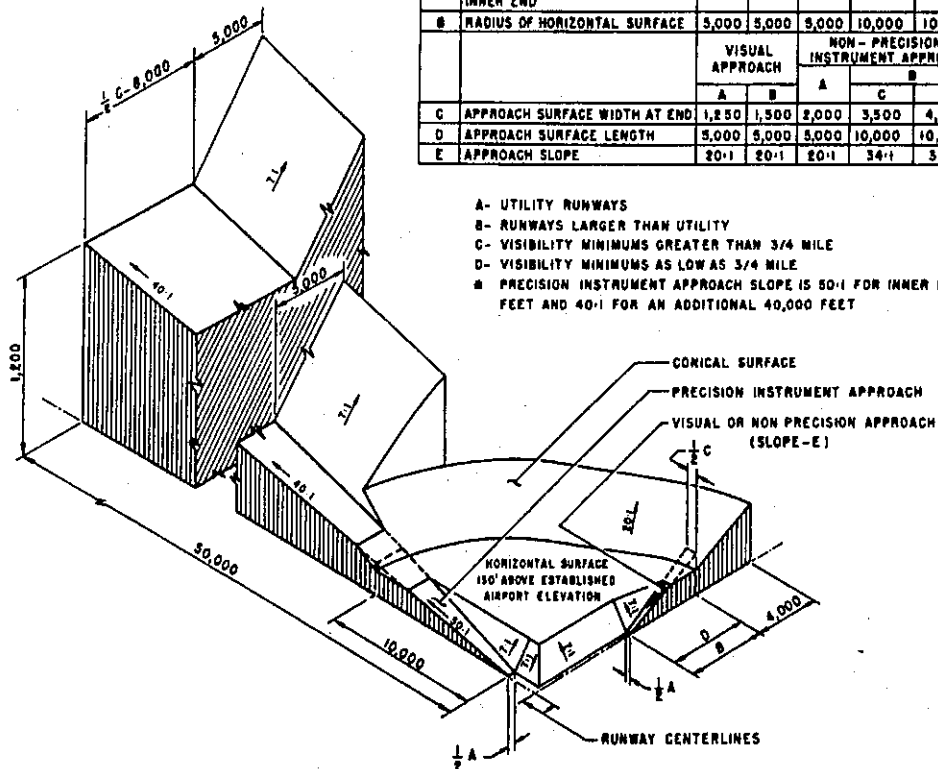 INNER END
B RADIUS OF HORIZONTAL SURFACE 5,000 5,000 5,000 10,000 10
VISUAL APPROACH
NON-PRECISION INSTRUMENT APPR
A B A B
C
C APPROACH SURFACE WIDTH AT END 1,250 1,500 2,000 3,500 4,
D APPROACH SURFACE LENGTH 5,000 5,000 5,000 10,000 10,
E APPROACH SLOPE 20:1 20:1 20:1 34:1 3
A- UTILITY RUNWAYS
B- RUNWAYS LARGER THAN UTILITY
C- VISIBILITY MINIMUMS GREATER THAN 3/4 MILE
D- VISIBILITY MINIMUMS AS LOW AS 3/4 MILE
* PRECISION INSTRUMENT APPROACH SLOPE IS 50:1 FOR INNER
FEET AND 40:1 FOR AN ADDITIONAL 40,000 FEET
5,000
1/2 C-8,000
7:1
40:1
5,000
1,200
7:1
40:1
CONICAL SURFACE
PRECISION INSTRUMENT APPROACH
VISUAL OR NON PRECISION APPROACH
(SLOPE-E)
1/2 C
20:1
HORIZONTAL SURFACE
150' ABOVE ESTABLISHED
AIRPORT ELEVATION
50,000
50:1
7:1
7:1
7:1
7:1
7:1
4,000
D
B
10,000
1/2 A
RUNWAY CENTERLINES
1/2 A